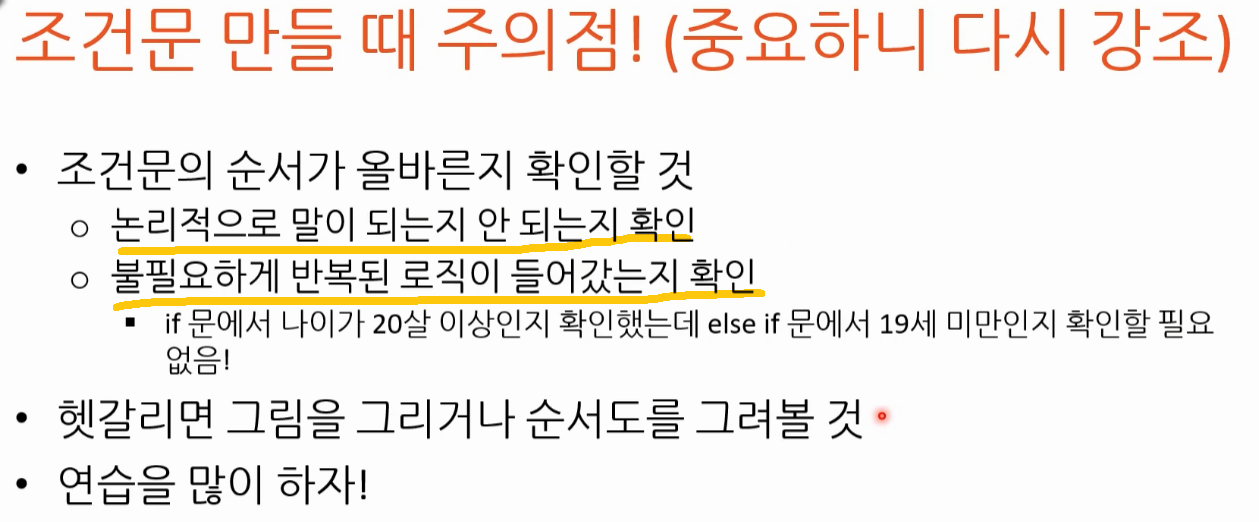 조건문 만들 때 주의점! (중요하니 다시 강조)
• 조건문의 순서가 올바른지 확인할 것
○ 논리적으로 말이 되는지 안 되는지 확인
○ 불필요하게 반복된 로직이 들어갔는지 확인
▪ if 문에서 나이가 20살 이상인지 확인했는데 else if 문에서 19세 미만인지 확인할 필요
없음!
• 헷갈리면 그림을 그리거나 순서도를 그려볼 것
• 연습을 많이 하자!